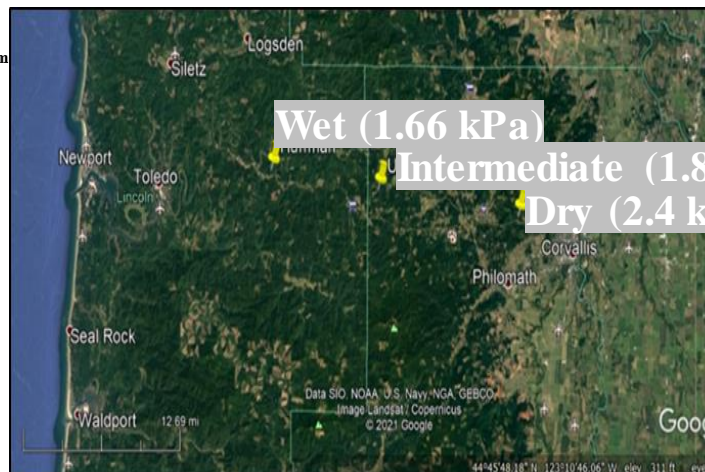 m
Logsden
Siletz
Wet (1.66 kPa)
Newport
Toledo
Intermediate (1.8
Lincoln
Dry (2.4 k
Corvallis
Philomath
Seal Rock
Data SIO, NOAA, U.S. Navy, NGA, GEBCO
Image Landsat / Copernicus
© 2021 Google
Waldport
12.69 mi
Goog
44°45'48.18" N 123°10'46.06" W elev 311 ft eye